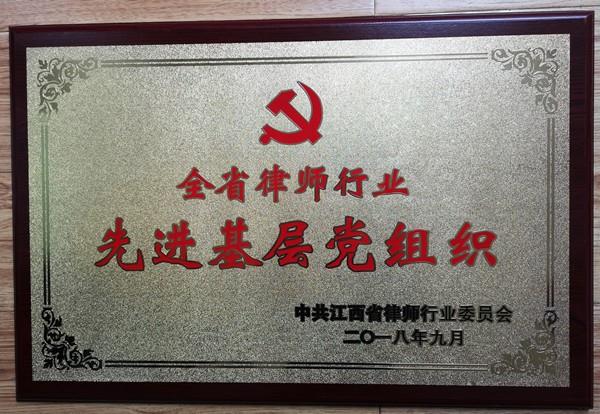 全省律师行业
先进基层党组织
中共江西省律师行业委员会
二〇一八年九月